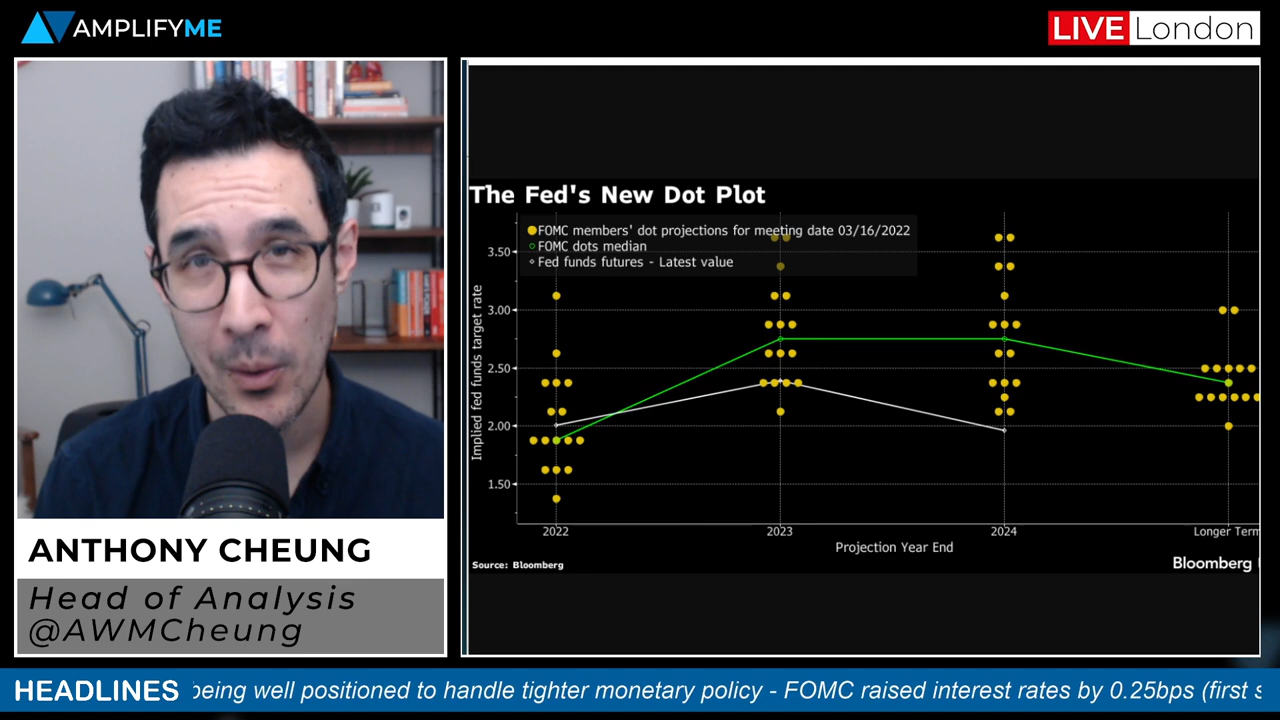 AMPLIFYME
LIVE London
The Fed's New Dot Plot
FOMC members' dot projections for meeting date 03/16/2022
FOMC dots median
Fed funds futures - Latest value
Implied fed funds target rate
3.50
3.00
2.50
2.00
1.50
2022 2023 2024 Longer Term
Projection Year End
Source: Bloomberg
Bloomberg
ANTHONY CHEUNG
Head of Analysis
@AWMCheung
HEADLINES being well positioned to handle tighter monetary policy - FOMC raised interest rates by 0.25bps (first